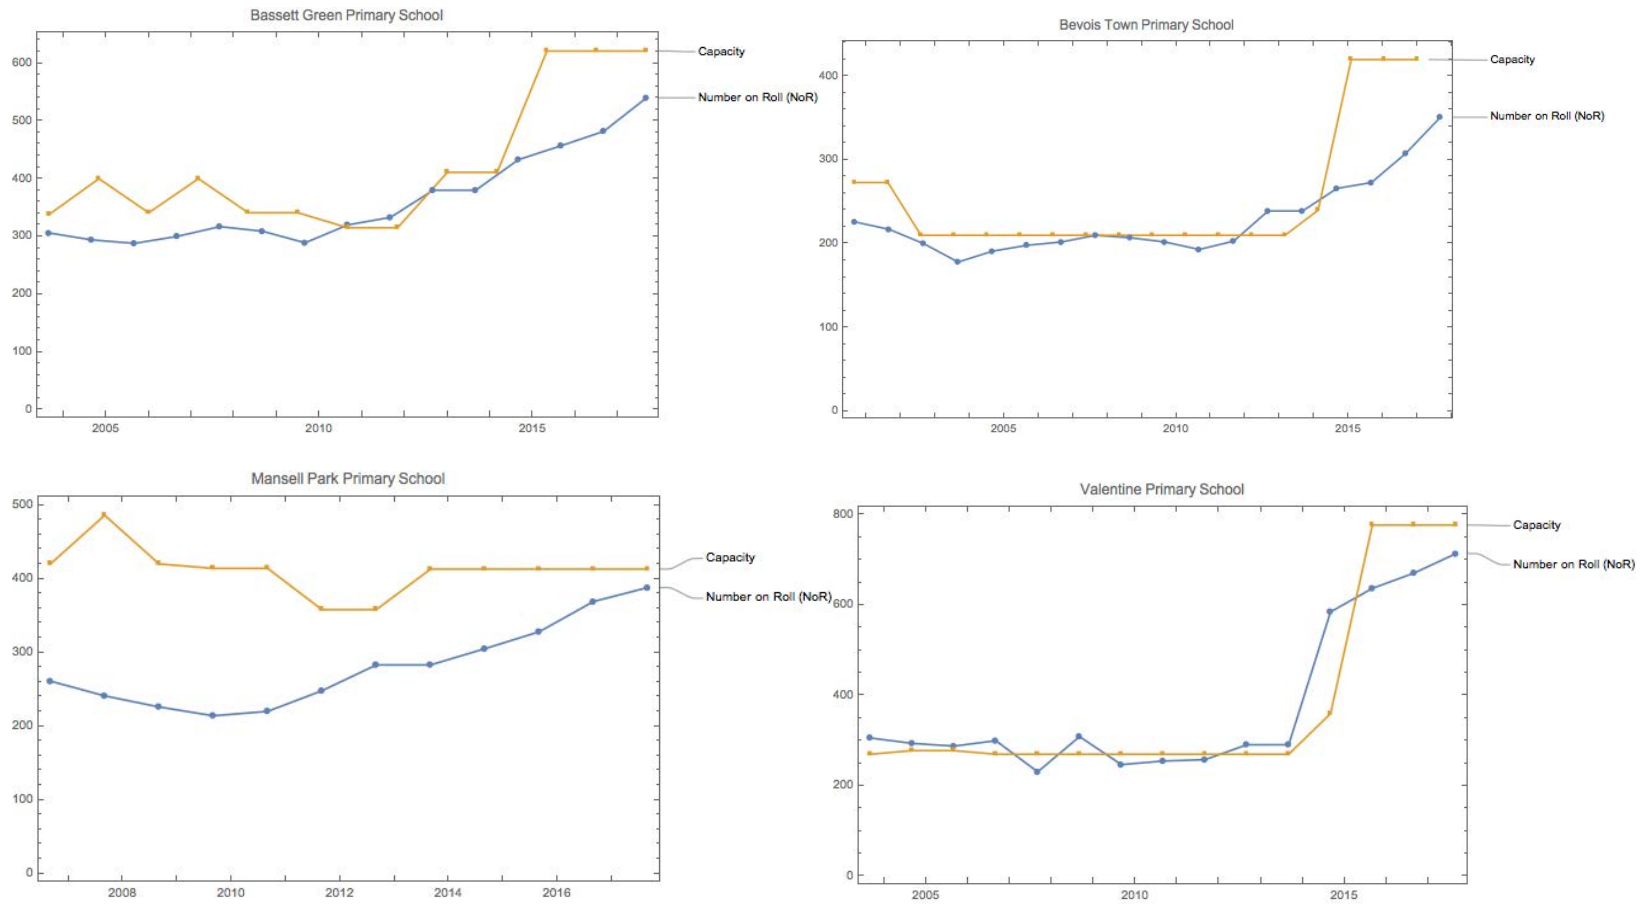 Bassett Green Primary School
600
500
400
300
200
100
0
2005 2010 2015
Capacity
Number on Roll (NoR)
Bevois Town Primary School
400
300
200
100
0
2005 2010 2015
Capacity
Number on Roll (NoR)
Mansell Park Primary School
500
400
300
200
100
0
2008 2010 2012 2014 2016
Capacity
Number on Roll (NoR)
Valentine Primary School
800
600
400
200
0
2005 2010 2015
Capacity
Number on Roll (NoR)